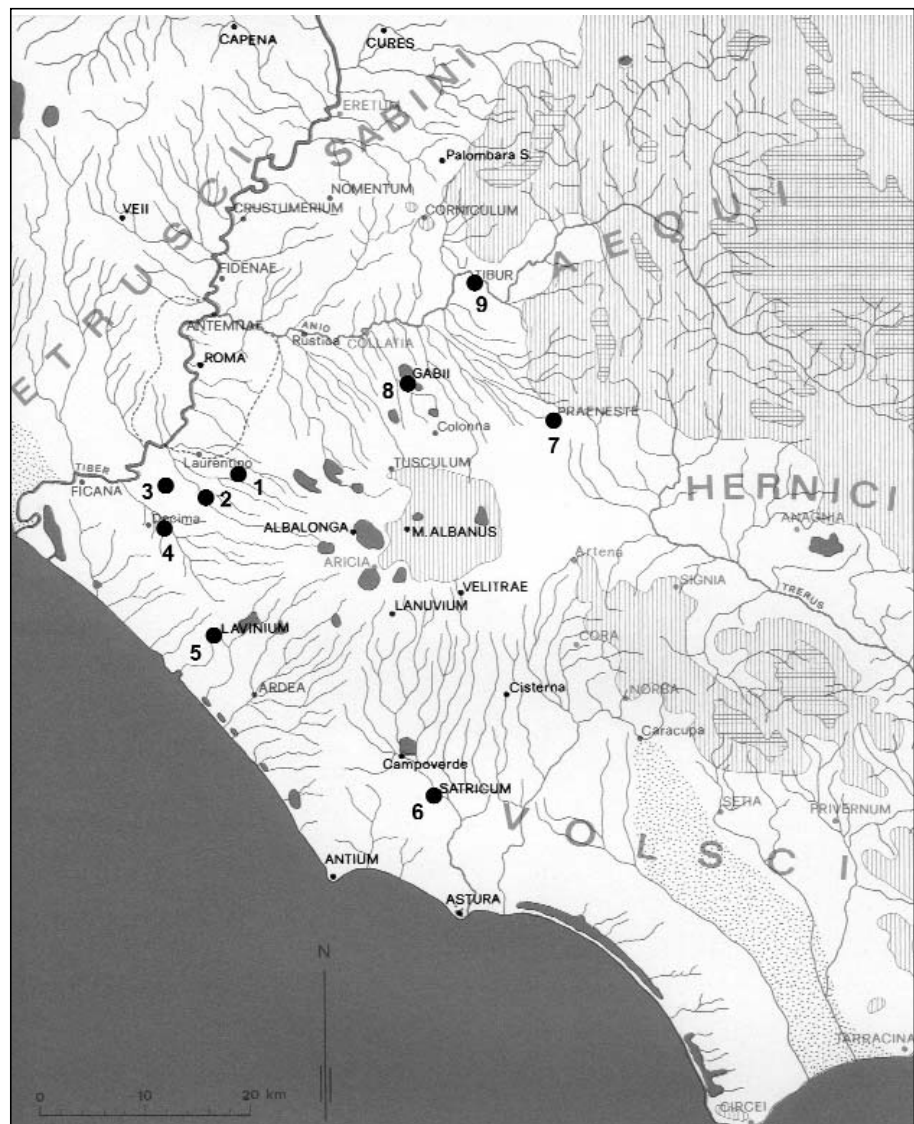 CAPENA
CURES
ERETUM
SABINI
Palombara S.
NOMENTUM
VEII
CRUSTUMERIUM
CORNICULUM
ETRUSCI
AEQUI
FIDENAE
TIBUR
9
ANTEMNAE
ANIO
Rustica
COLLATIA
ROMA
GABII
8
PRAENESTE
7
Colonna
Laurentino
TUSCULUM
1
TIBER
FICANA
3
2
HERNICI
Decima
4
ALBALONGA
M. ALBANUS
ANAGNIA
ARICIA
Artena
SIGNIA
VELITRAE
TRERUS
LANUVIUM
LAVINIUM
5
CORA
ARDEA
Cisterna
NORBA
Caracupa
Campoverde
SATRICUM
6
SETIA
PRIVERNUM
VOLSCI
ANTIUM
ASTURA
N
TARRACINA
0 10 20 km
CIRCEI